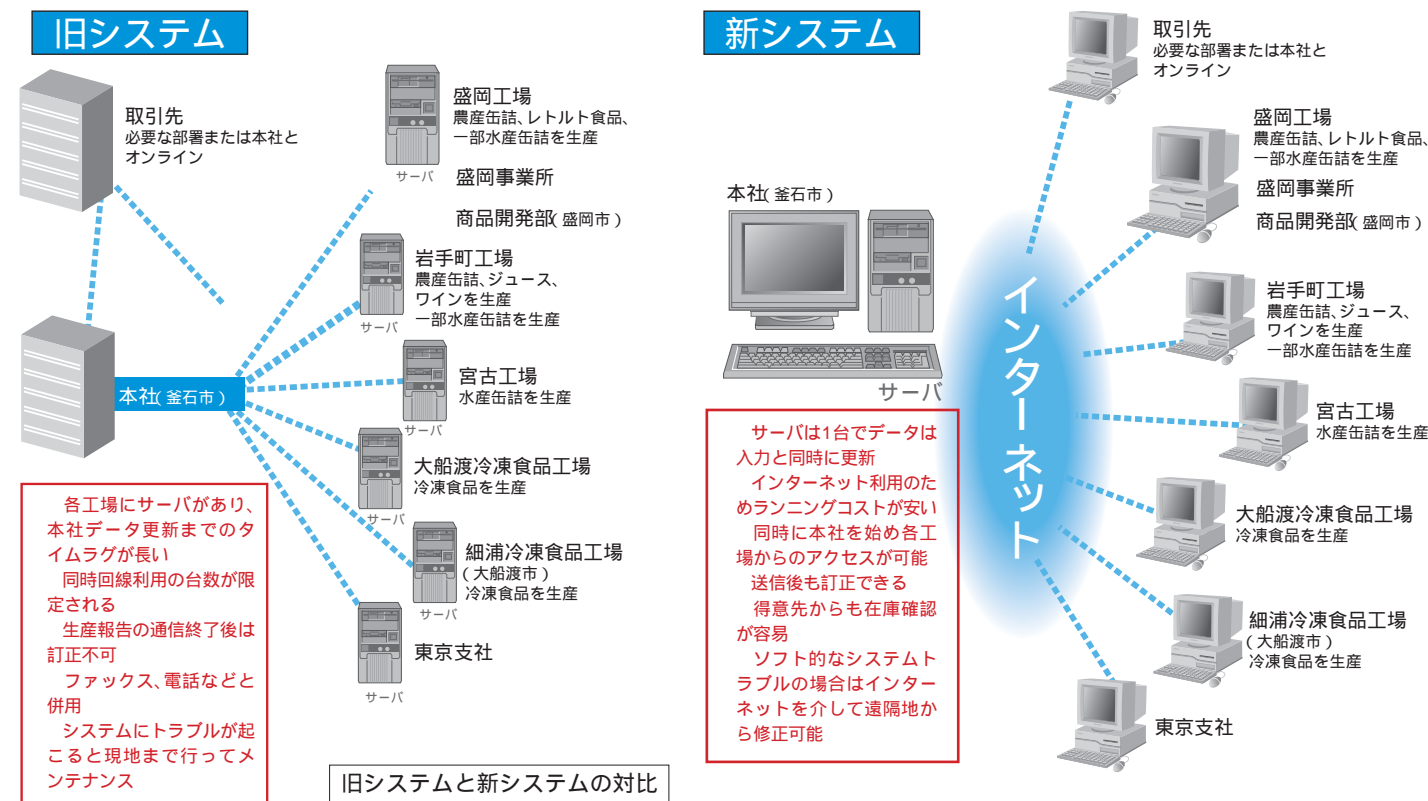 旧システム
取引先
必要な部署または本社と
オンライン
盛岡工場
農産缶詰、レトルト食品、
一部水産缶詰を生産
サーバ
盛岡事業所
商品開発部(盛岡市)
岩手町工場
農産缶詰、ジュース、
ワインを生産
一部水産缶詰を生産
サーバ
本社(釜石市)
宮古工場
水産缶詰を生産
サーバ
大船渡冷凍食品工場
冷凍食品を生産
サーバ
細浦冷凍食品工場
(大船渡市)
冷凍食品を生産
サーバ
東京支社
サーバ
各工場にサーバがあり、
本社データ更新までのタ
イムラグが長い
同時回線利用の台数が限
定される
生産報告の通信終了後は
訂正不可
ファックス、電話などと
併用
システムにトラブルが起
こると現地まで行ってメ
ンテナンス
旧システムと新システムの対比
新システム
取引先
必要な部署または本社と
オンライン
盛岡工場
農産缶詰、レトルト食品、
一部水産缶詰を生産
盛岡事業所
商品開発部(盛岡市)
本社(釜石市)
サーバ
インターネット
岩手町工場
農産缶詰、ジュース、
ワインを生産
一部水産缶詰を生産
宮古工場
水産缶詰を生産
大船渡冷凍食品工場
冷凍食品を生産
細浦冷凍食品工場
(大船渡市)
冷凍食品を生産
東京支社
サーバは1台でデータは
入力と同時に更新
インターネット利用のた
めランニングコストが安い
同時に本社を始め各工
場からのアクセスが可能
送信後も訂正できる
得意先からも在庫確認
が容易
ソフト的なシステムト
ラブルの場合はインター
ネットを介して遠隔地か
ら修正可能